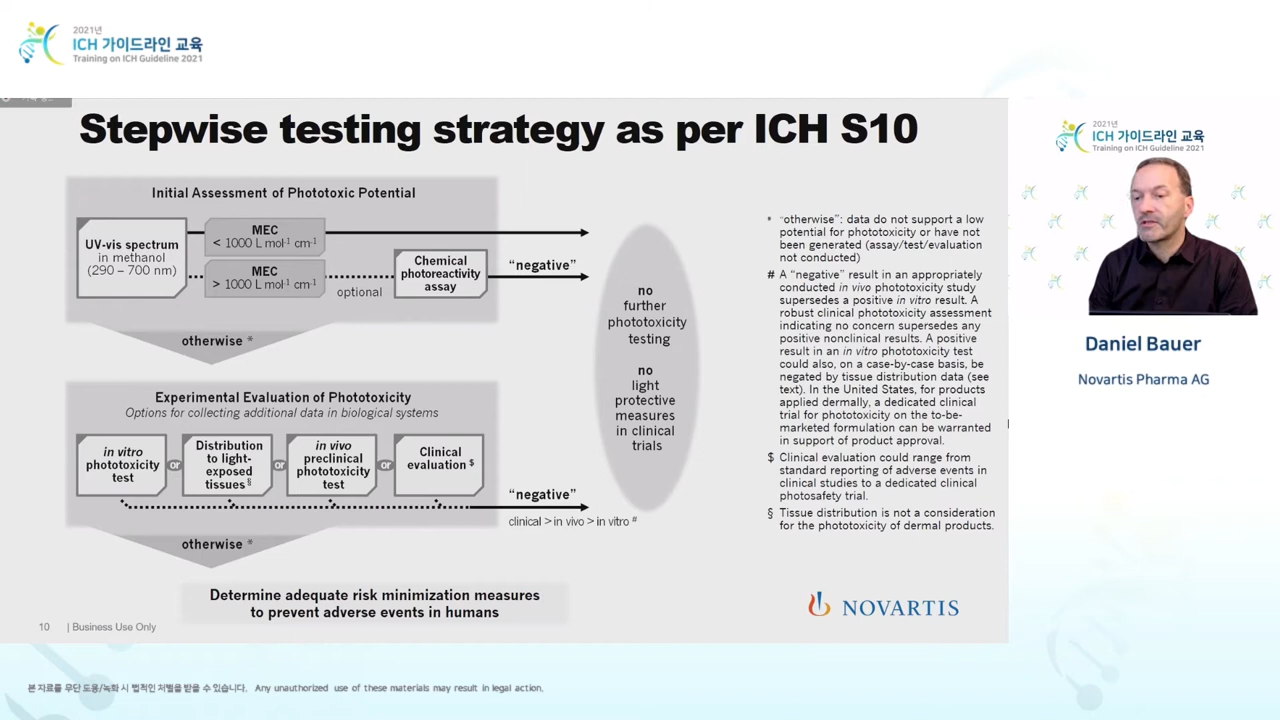 2021년
ICH 가이드라인 교육
Training on ICH Guideline 2021
Stepwise testing strategy as per ICH S10
Initial Assessment of Phototoxic Potential
UV-vis spectrum
in methanol
(290 – 700 nm)
MEC
< 1000 L mol-1 cm-1
MEC
> 1000 L mol-1 cm-1
optional
Chemical
photoreactivity
assay
“negative”
otherwise *
Experimental Evaluation of Phototoxicity
Options for collecting additional data in biological systems
in vitro
phototoxicity
test
or
Distribution
to light-
exposed
tissues§
or
in vivo
preclinical
phototoxicity
test
or
Clinical
evaluation $
“negative”
clinical > in vivo > in vitro #
otherwise *
Determine adequate risk minimization measures
to prevent adverse events in humans
no
further
phototoxicity
testing
no
light
protective
measures
in clinical
trials
* “otherwise”: data do not support a low
potential for phototoxicity or have not
been generated (assay/test/evaluation
not conducted)
# A “negative” result in an appropriately
conducted in vivo phototoxicity study
supersedes a positive in vitro result. A
robust clinical phototoxicity assessment
indicating no concern supersedes any
positive nonclinical results. A positive
result in an in vitro phototoxicity test
could also, on a case-by-case basis, be
negated by tissue distribution data (see
text). In the United States, for products
applied dermally, a dedicated clinical
trial for phototoxicity on the to-be-
marketed formulation can be warranted
in support of product approval.
$ Clinical evaluation could range from
standard reporting of adverse events in
clinical studies to a dedicated clinical
photosafety trial.
§ Tissue distribution is not a consideration
for the phototoxicity of dermal products.
NOVARTIS
10 | Business Use Only
2021년
ICH 가이드라인 교육
Training on ICH Guideline 2021
Daniel Bauer
Novartis Pharma AG
본 자료를 무단 도용/녹화 시 법적인 처벌을 받을 수 있습니다. Any unauthorized use of these materials may result in legal action.